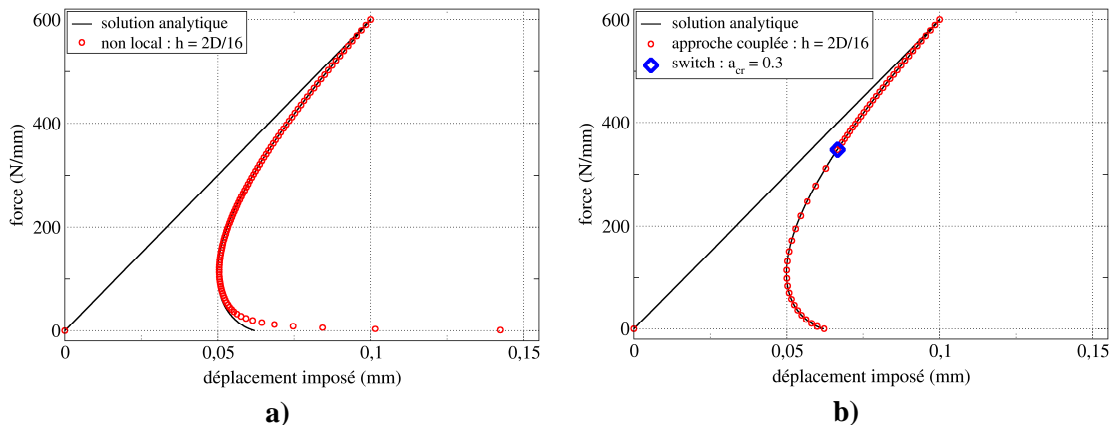 600
400
200
0
force (N/mm)
solution analytique
non local : h = 2D/16
0
0,05
0,1
0,15
déplacement imposé (mm)
a)
600
400
200
0
force (N/mm)
solution analytique
approche couplée : h = 2D/16
switch : a_cr = 0.3
0
0,05
0,1
0,15
déplacement imposé (mm)
b)